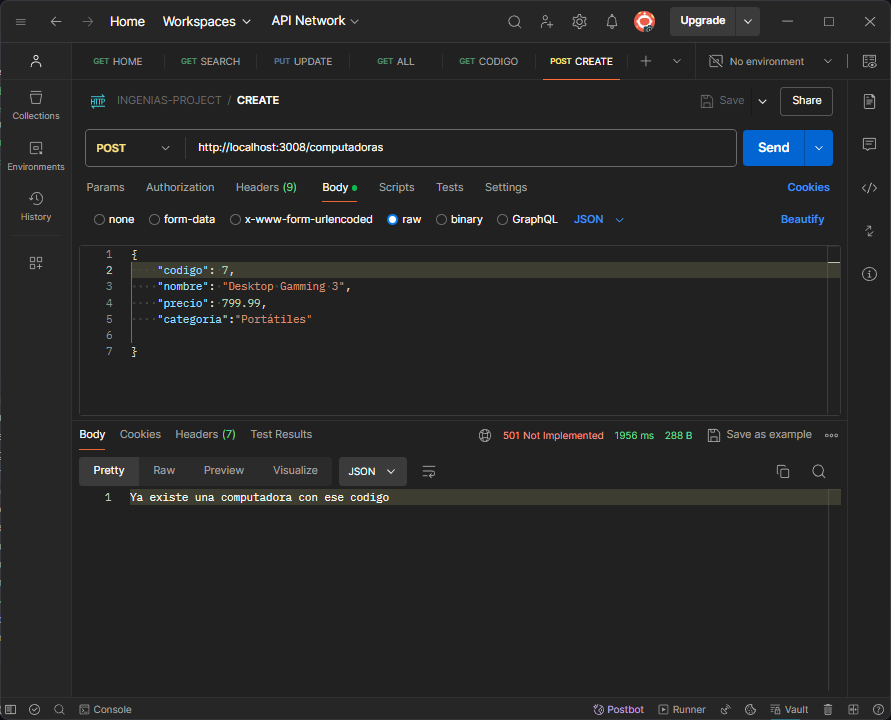 Home Workspaces API Network Upgrade
GET HOME GET SEARCH PUT UPDATE GET ALL GET CODIGO POST CREATE No environment
HTTP INGENIAS-PROJECT / CREATE Save Share
Collections
POST http://localhost:3008/computadoras Send
Environments
Params Authorization Headers (9) Body Scripts Tests Settings Cookies
History
none form-data x-www-form-urlencoded raw binary GraphQL JSON Beautify
1 {
2 "codigo": 7,
3 "nombre": "Desktop Gamming 3",
4 "precio": 799.99,
5 "categoria":"Portátiles"
6
7 }
Body Cookies Headers (7) Test Results 501 Not Implemented 1956 ms 288 B Save as example
Pretty Raw Preview Visualize JSON
1 Ya existe una computadora con ese codigo
Console Postbot Runner Vault